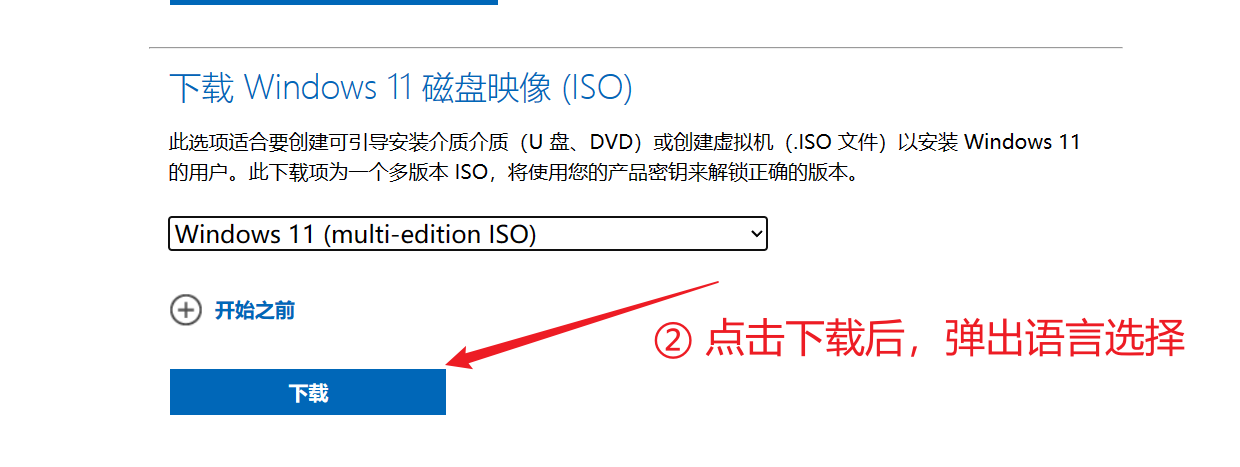 下载 Windows 11 磁盘映像 (ISO)
此选项适合要创建可引导安装介质介质（U 盘、DVD）或创建虚拟机（.ISO 文件）以安装 Windows 11
的用户。此下载项为一个多版本 ISO，将使用您的产品密钥来解锁正确的版本。
Windows 11 (multi-edition ISO)
开始之前
② 点击下载后，弹出语言选择
下载